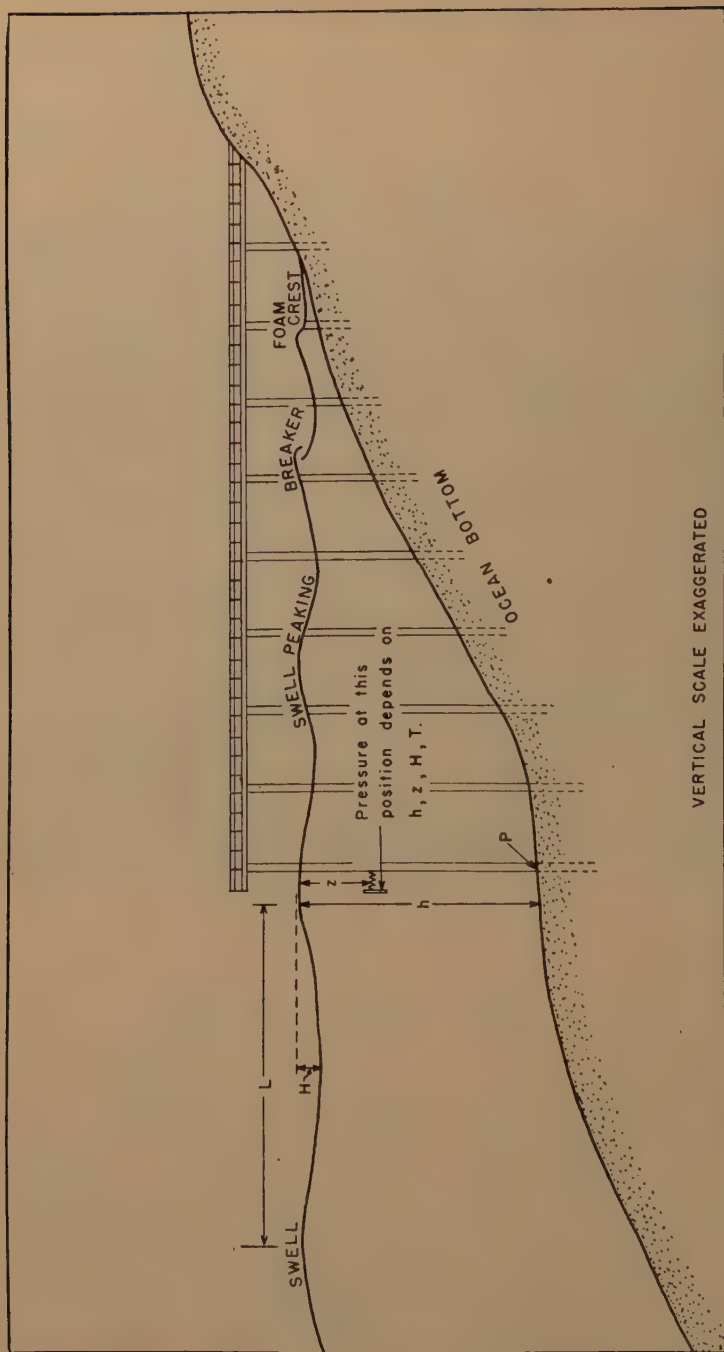 SWELL
L
H
SWELL PEAKING
BREAKER
FOAM
CREST
z
Pressure at this
position depends on
h, z, H, T.
h
P
OCEAN BOTTOM
VERTICAL SCALE EXAGGERATED